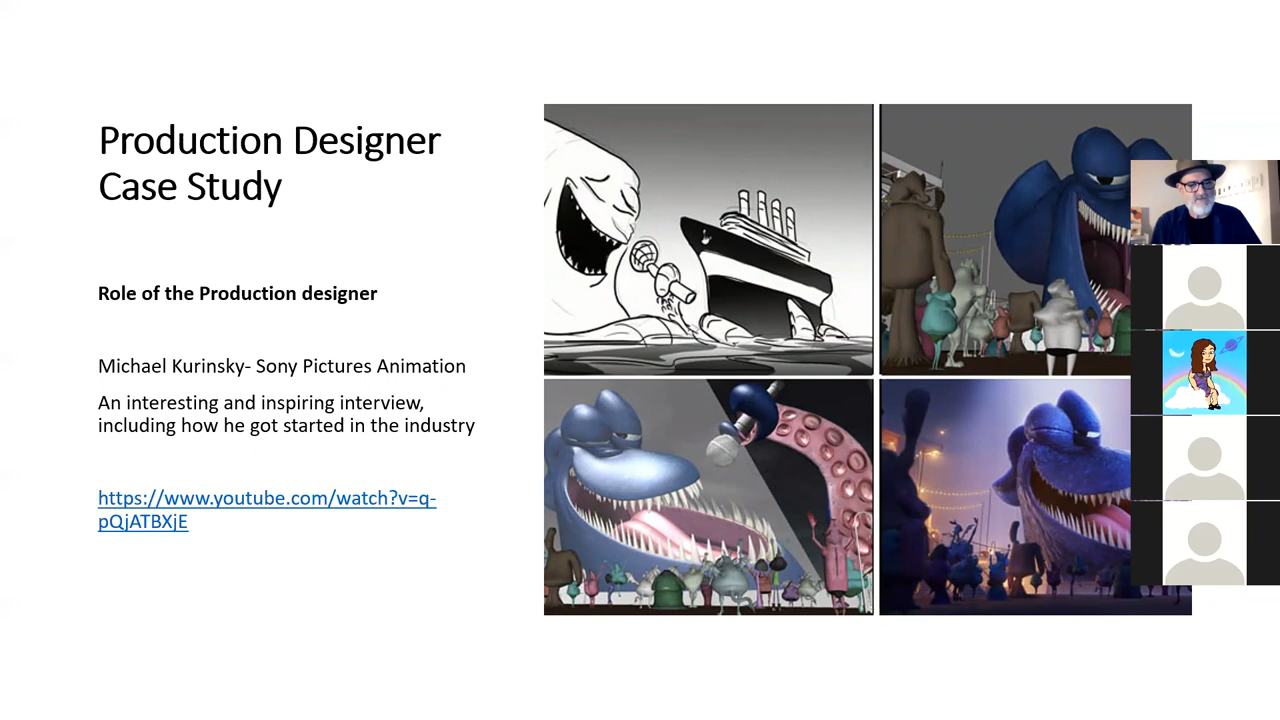 Production Designer
Case Study
Role of the Production designer
Michael Kurinsky- Sony Pictures Animation
An interesting and inspiring interview,
including how he got started in the industry
https://www.youtube.com/watch?v=q-
pQjATBXjE